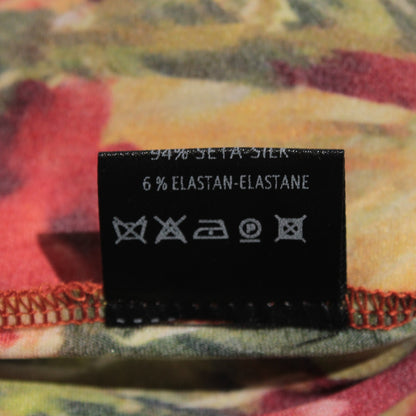 94% SETA-SILK
6 % ELASTAN-ELASTANE
P